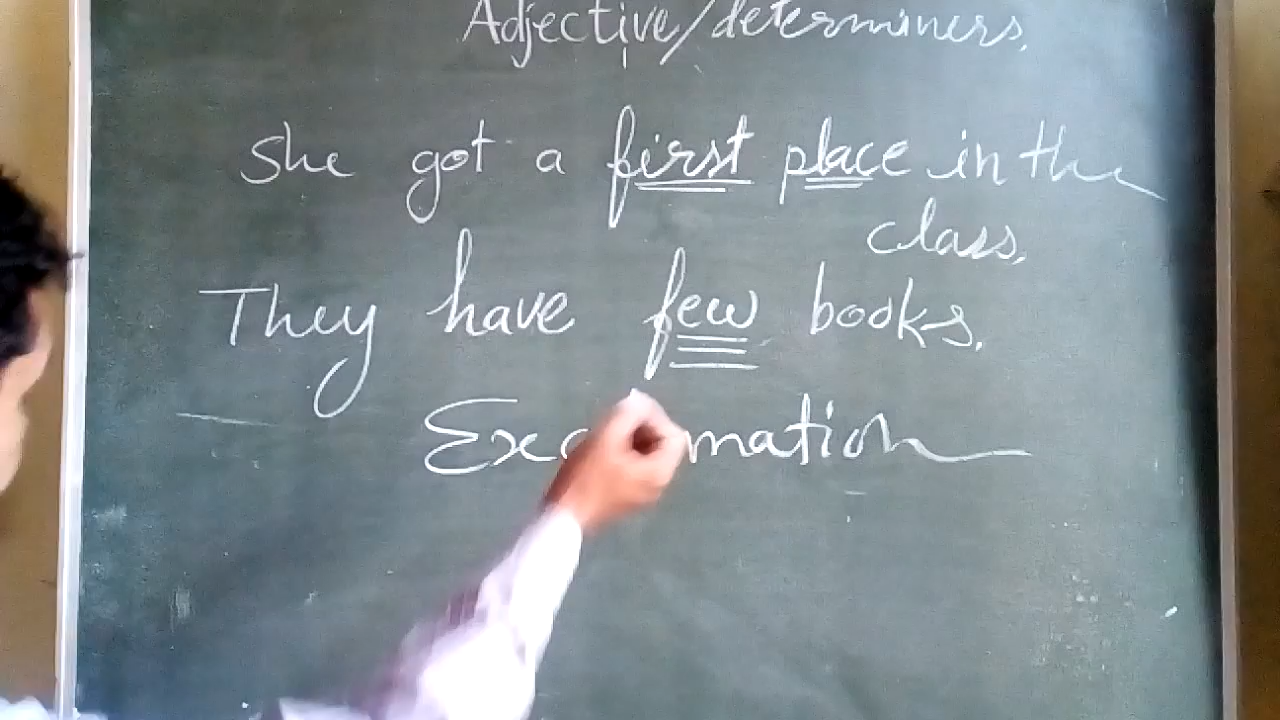 Adjective/determiners.
She got a first place in the
class.
They have few books.